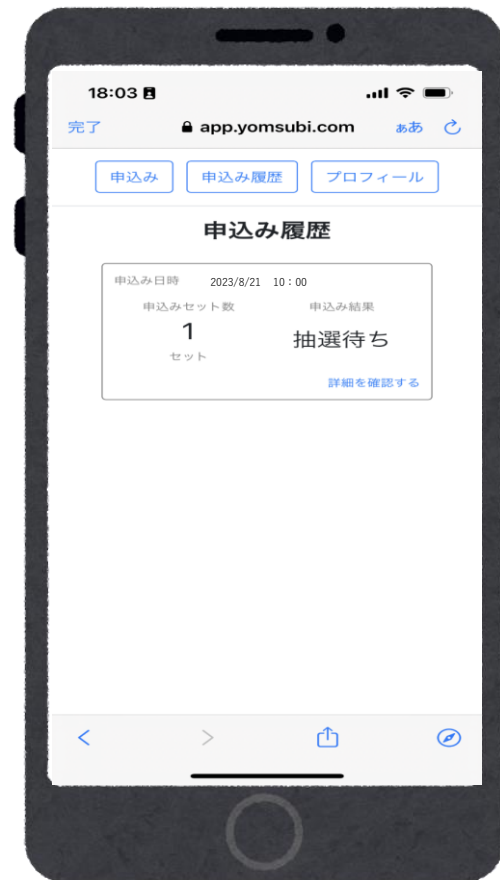 18:03
完了 app.yomsubi.com ぁあ
申込み 申込み履歴 プロフィール
申込み履歴
申込み日時 2023/8/21 10：00
申込みセット数 申込み結果
1 抽選待ち
セット
詳細を確認する